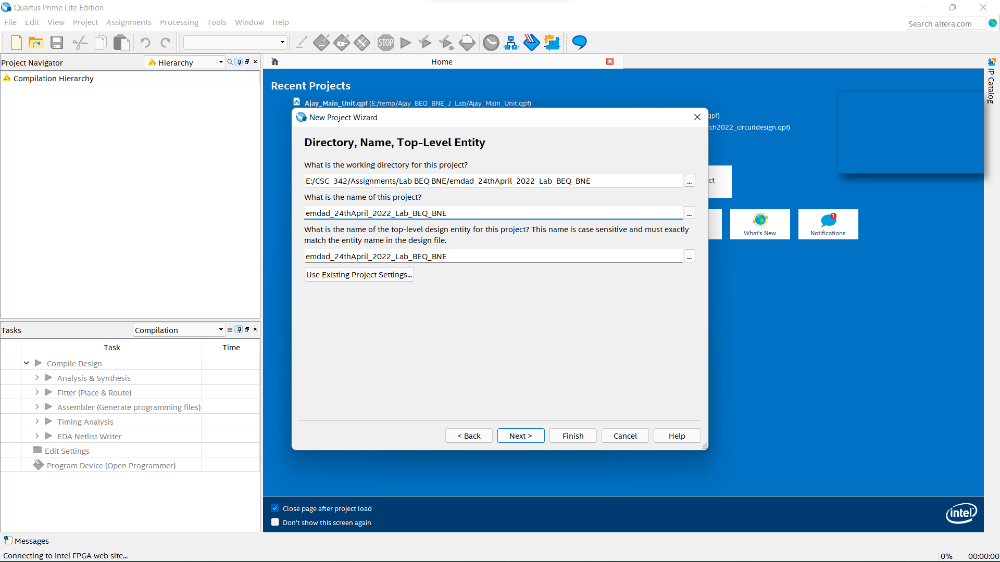 Quartus Prime Lite Edition
File Edit View Project Assignments Processing Tools Window Help
Search altera.com
STOP
Project Navigator
Hierarchy
Home
Compilation Hierarchy
IP Catalog
Recent Projects
Ajay_Main_Unit.qpf (E:/temp/Ajay_BEQ_BNE_J_Lab/Ajay_Main_Unit.qpf)
qpf)
rch2022_circuitdesign.qpf)
New Project Wizard
Directory, Name, Top-Level Entity
What is the working directory for this project?
E:/CSC_342/Assignments/Lab BEQ BNE/emdad_24thApril_2022_Lab_BEQ_BNE
...
What is the name of this project?
emdad_24thApril_2022_Lab_BEQ_BNE
...
What is the name of the top-level design entity for this project? This name is case sensitive and must exactly
match the entity name in the design file.
emdad_24thApril_2022_Lab_BEQ_BNE
...
Use Existing Project Settings...
< Back Next > Finish Cancel Help
ct
What's New
1
Notifications
Tasks
Compilation
Task Time
Compile Design
Analysis & Synthesis
Fitter (Place & Route)
Assembler (Generate programming files)
Timing Analysis
EDA Netlist Writer
Edit Settings
Program Device (Open Programmer)
Close page after project load
Don't show this screen again
intel
Messages
Connecting to Intel FPGA web site...
0% 00:00:00